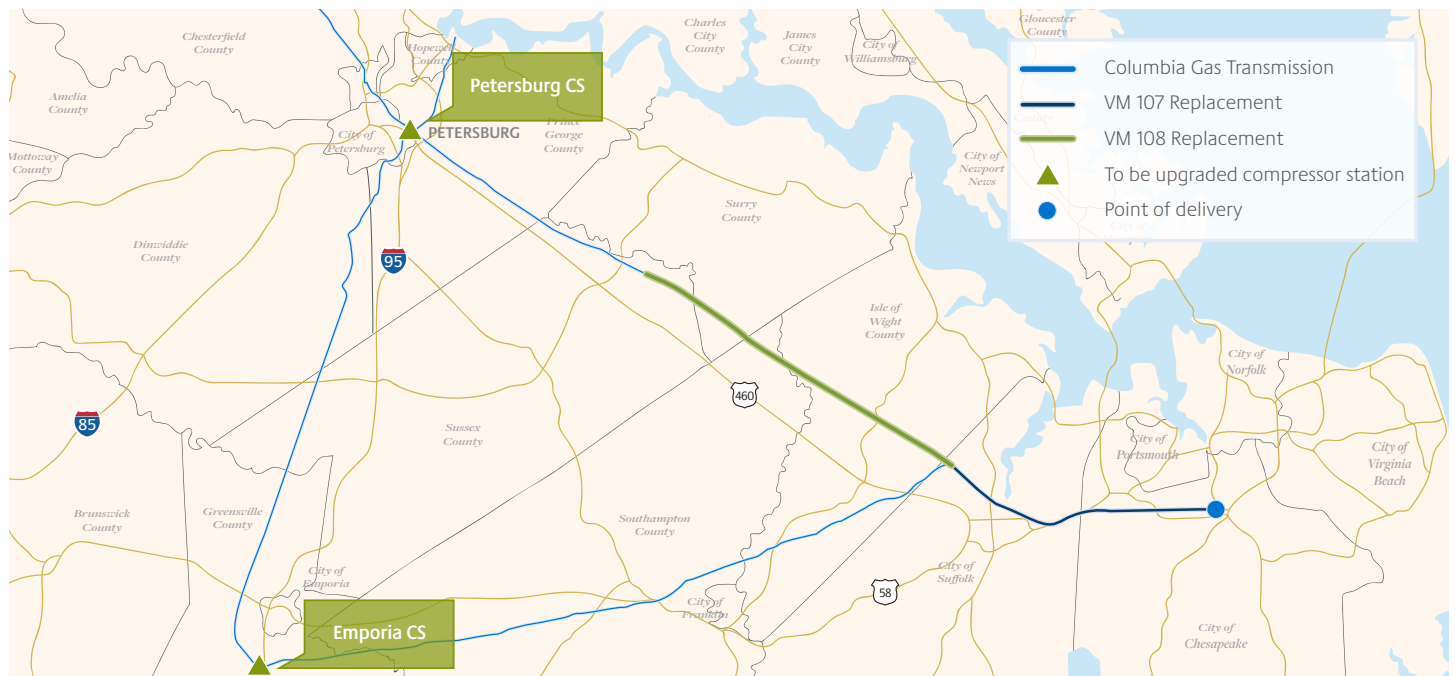 Chesterfield
County
Hopewell
County
Charles
City
County
James
City
County
City of
Williamsburg
Gloucester
County
Amelia
County
Petersburg CS
City of
Petersburg
PETERSBURG
Prince
George
County
Nottoway
County
City of
Newport
News
Columbia Gas Transmission
VM 107 Replacement
VM 108 Replacement
To be upgraded compressor station
Point of delivery
County
City of
Surry
County
Dinwiddie
County
95
Isle of
Wight
County
City of
Norfolk
460
85
Sussex
County
City of
Portsmouth
City of
Virginia
Beach
Brunswick
County
Greensville
County
Southampton
County
City of
Emporia
City of
Suffolk
58
City of
Franklin
Emporia CS
City of
Chesapeake